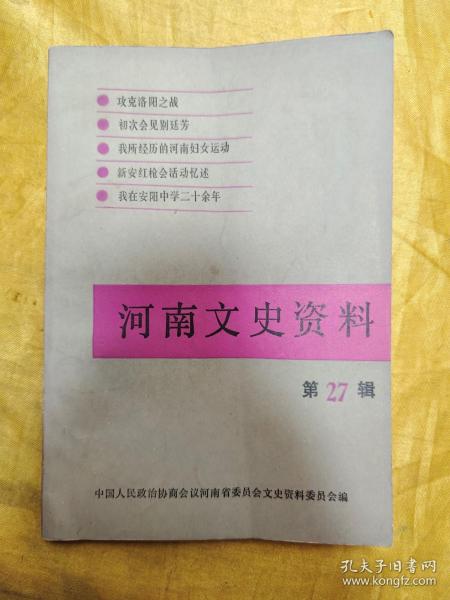 攻克洛阳之战
初次会见别廷芳
我所经历的河南妇女运动
新安红枪会活动忆述
我在安阳中学二十余年
河南文史资料
第27辑
中国人民政治协商会议河南省委员会文史资料委员会编
孔夫子旧书网
www.kongfz.com